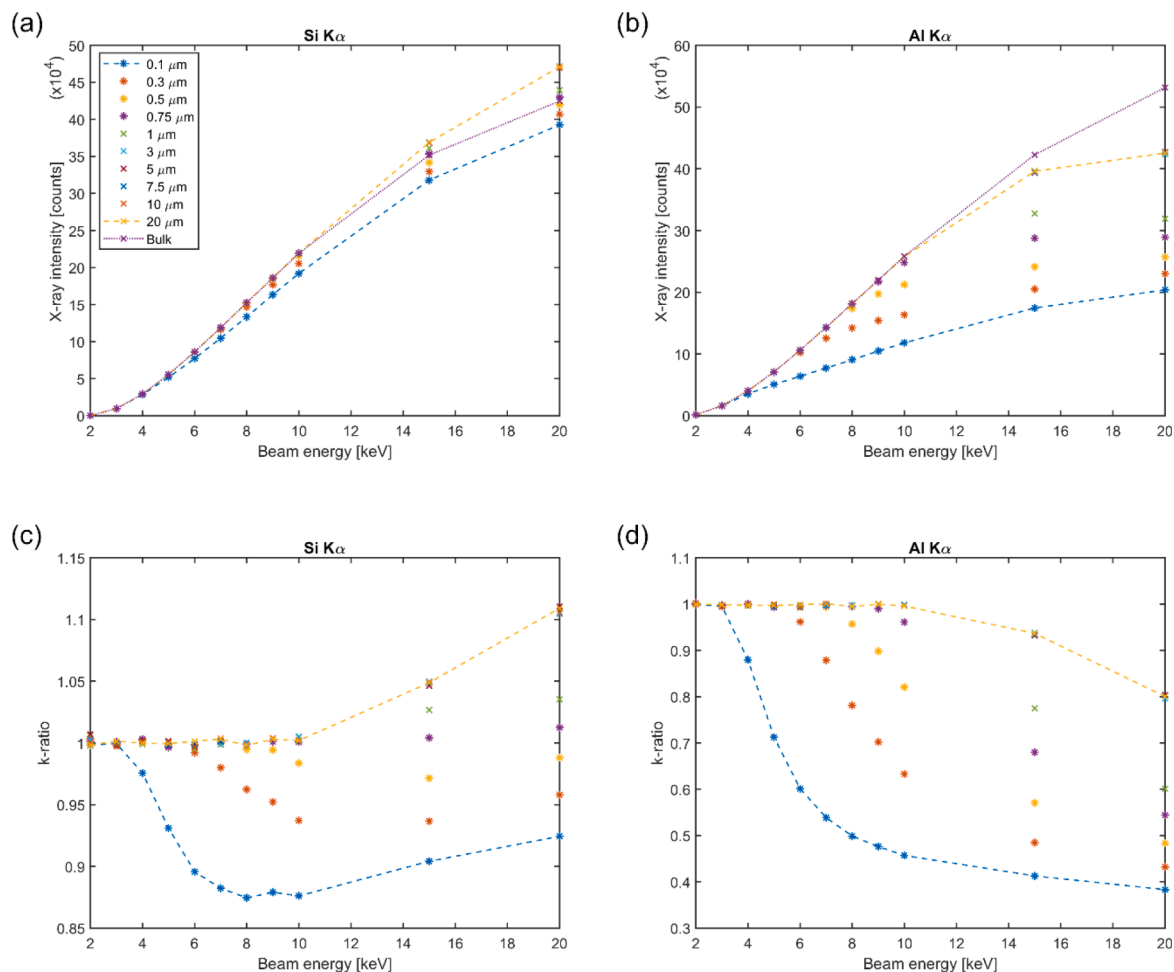 (a)
Si Kα
(×10⁴)
X-ray intensity [counts]
50
45
40
35
30
25
20
15
10
5
0
0.1 μm
0.3 μm
0.5 μm
0.75 μm
1 μm
3 μm
5 μm
7.5 μm
10 μm
20 μm
Bulk
2 4 6 8 10 12 14 16 18 20
Beam energy [keV]
(b)
Al Kα
(×10⁴)
X-ray intensity [counts]
60
50
40
30
20
10
0
2 4 6 8 10 12 14 16 18 20
Beam energy [keV]
(c)
Si Kα
k-ratio
1.15
1.1
1.05
1
0.95
0.9
0.85
2 4 6 8 10 12 14 16 18 20
Beam energy [keV]
(d)
Al Kα
k-ratio
1.1
1
0.9
0.8
0.7
0.6
0.5
0.4
0.3
2 4 6 8 10 12 14 16 18 20
Beam energy [keV]